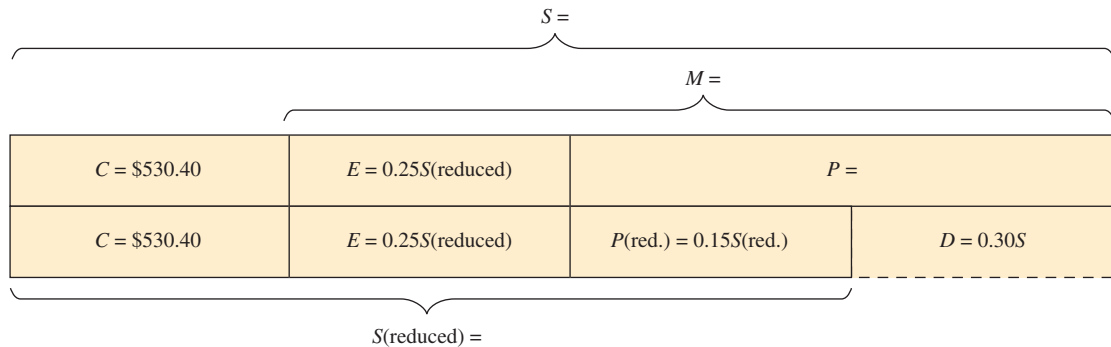 S =
M =
C = $530.40 E = 0.25S(reduced) P =
C = $530.40 E = 0.25S(reduced) P(red.) = 0.15S(red.) D = 0.30S
S(reduced) =